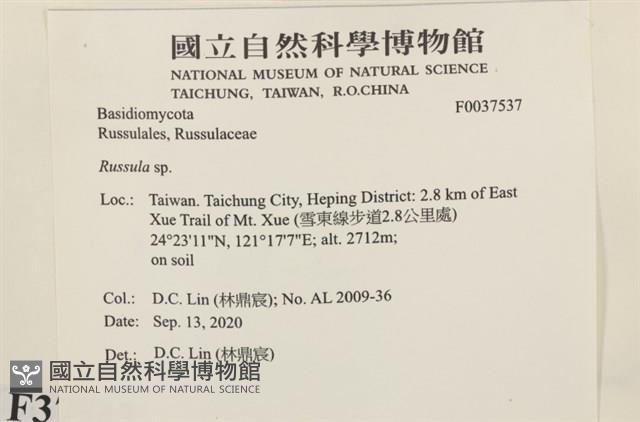 國立自然科學博物館
NATIONAL MUSEUM OF NATURAL SCIENCE
TAICHUNG, TAIWAN, R.O.CHINA
Basidiomycota F0037537
Russulales, Russulaceae
Russula sp.
Loc.: Taiwan. Taichung City, Heping District: 2.8 km of East
Xue Trail of Mt. Xue (雪東線步道2.8公里處)
24°23'11"N, 121°17'7"E; alt. 2712m;
on soil
Col.: D.C. Lin (林鼎宸); No. AL 2009-36
Date: Sep. 13, 2020
Det.: D.C. Lin (林鼎宸)
國立自然科學博物館
NATIONAL MUSEUM OF NATURAL SCIENCE